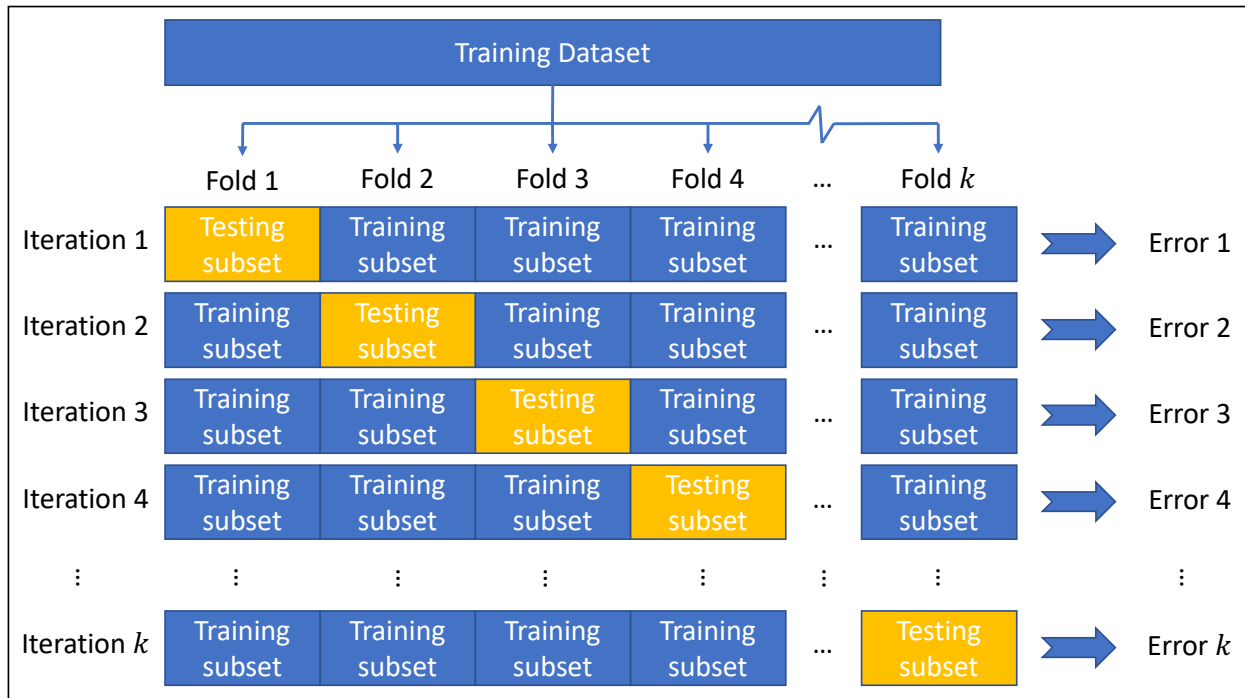 Training Dataset
Fold 1 Fold 2 Fold 3 Fold 4 ... Fold k
Iteration 1 Testing subset Training subset Training subset Training subset ... Training subset Error 1
Iteration 2 Training subset Testing subset Training subset Training subset ... Training subset Error 2
Iteration 3 Training subset Training subset Testing subset Training subset ... Training subset Error 3
Iteration 4 Training subset Training subset Training subset Testing subset ... Training subset Error 4
⋮ ⋮ ⋮ ⋮ ⋮ ⋮ ⋮ ⋮
Iteration k Training subset Training subset Training subset Training subset ... Testing subset Error k